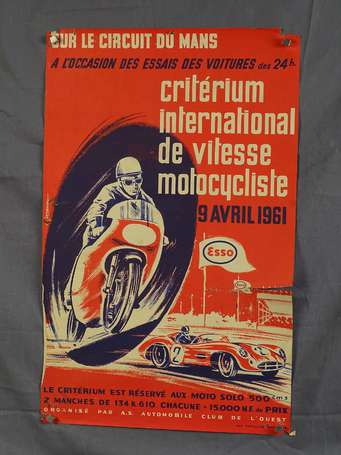 SUR LE CIRCUIT DU MANS
A L'OCCASION DES ESSAIS DES VOITURES des 24h.
critérium
international
de vitesse
motocycliste
9 AVRIL 1961
Esso
2
LE CRITÉRIUM EST RÉSERVÉ AUX MOTO SOLO 500 cm3
2 MANCHES DE 134 K.610 CHACUNE - 15000 N.F. de PRIX
ORGANISÉ PAR A.S. AUTOMOBILE CLUB DE L'OUEST